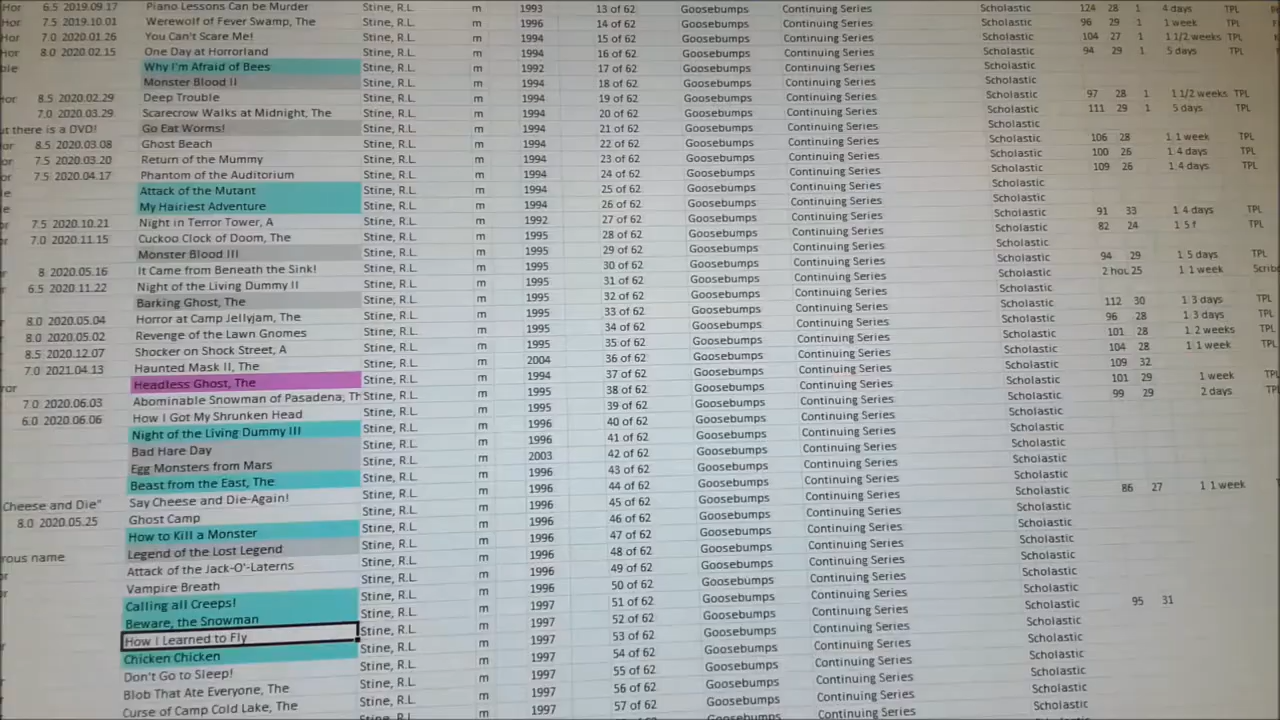 Hor 6.5 2019.09.17 Piano Lessons Can be Murder Stine, R.L. m 1993 13 of 62 Goosebumps Continuing Series Scholastic 124 28 1 4 days TPL
Hor 7.5 2019.10.01 Werewolf of Fever Swamp, The Stine, R.L. m 1996 14 of 62 Goosebumps Continuing Series Scholastic 96 29 1 1 week TPL
Hor 7.0 2020.01.26 You Can't Scare Me! Stine, R.L. m 1994 15 of 62 Goosebumps Continuing Series Scholastic 104 27 1 1 1/2 weeks TPL
Hor 8.0 2020.02.15 One Day at Horrorland Stine, R.L. m 1994 16 of 62 Goosebumps Continuing Series Scholastic 94 29 1 5 days TPL
ble Why I'm Afraid of Bees Stine, R.L. m 1992 17 of 62 Goosebumps Continuing Series Scholastic
Monster Blood II Stine, R.L. m 1994 18 of 62 Goosebumps Continuing Series Scholastic
Hor 8.5 2020.02.29 Deep Trouble Stine, R.L. m 1994 19 of 62 Goosebumps Continuing Series Scholastic 97 28 1 1 1/2 weeks TPL
7.0 2020.03.29 Scarecrow Walks at Midnight, The Stine, R.L. m 1994 20 of 62 Goosebumps Continuing Series Scholastic 111 29 1 5 days TPL
ut there is a DVD! Go Eat Worms! Stine, R.L. m 1994 21 of 62 Goosebumps Continuing Series Scholastic
or 8.5 2020.03.08 Ghost Beach Stine, R.L. m 1994 22 of 62 Goosebumps Continuing Series Scholastic 106 28 1 1 week TPL
or 7.5 2020.03.20 Return of the Mummy Stine, R.L. m 1994 23 of 62 Goosebumps Continuing Series Scholastic 100 26 1 4 days TPL
or 7.5 2020.04.17 Phantom of the Auditorium Stine, R.L. m 1994 24 of 62 Goosebumps Continuing Series Scholastic 109 26 1 4 days TPL
le Attack of the Mutant Stine, R.L. m 1994 25 of 62 Goosebumps Continuing Series Scholastic
le My Hairiest Adventure Stine, R.L. m 1994 26 of 62 Goosebumps Continuing Series Scholastic
or 7.5 2020.10.21 Night in Terror Tower, A Stine, R.L. m 1992 27 of 62 Goosebumps Continuing Series Scholastic 91 33 1 4 days TPL
or 7.0 2020.11.15 Cuckoo Clock of Doom, The Stine, R.L. m 1995 28 of 62 Goosebumps Continuing Series Scholastic 82 24 1 5 f TPL
Monster Blood III Stine, R.L. m 1995 29 of 62 Goosebumps Continuing Series Scholastic
r 8 2020.05.16 It Came from Beneath the Sink! Stine, R.L. m 1995 30 of 62 Goosebumps Continuing Series Scholastic 94 29 1 5 days TPL
r 6.5 2020.11.22 Night of the Living Dummy II Stine, R.L. m 1995 31 of 62 Goosebumps Continuing Series Scholastic 2 hou 25 1 1 week Scrib
Barking Ghost, The Stine, R.L. m 1995 32 of 62 Goosebumps Continuing Series Scholastic
r 8.0 2020.05.04 Horror at Camp Jellyjam, The Stine, R.L. m 1995 33 of 62 Goosebumps Continuing Series Scholastic 112 30 1 3 days TPL
r 8.0 2020.05.02 Revenge of the Lawn Gnomes Stine, R.L. m 1995 34 of 62 Goosebumps Continuing Series Scholastic 96 28 1 3 days TPL
r 8.5 2020.12.07 Shocker on Shock Street, A Stine, R.L. m 1995 35 of 62 Goosebumps Continuing Series Scholastic 101 28 1 2 weeks TPL
r 7.0 2021.04.13 Haunted Mask II, The Stine, R.L. m 2004 36 of 62 Goosebumps Continuing Series Scholastic 104 28 1 1 week TPL
ror Headless Ghost, The Stine, R.L. m 1994 37 of 62 Goosebumps Continuing Series Scholastic 109 32
r 7.0 2020.06.03 Abominable Snowman of Pasadena, Th Stine, R.L. m 1995 38 of 62 Goosebumps Continuing Series Scholastic 101 29 1 week TPL
r 6.0 2020.06.06 How I Got My Shrunken Head Stine, R.L. m 1995 39 of 62 Goosebumps Continuing Series Scholastic 99 29 2 days TPL
Night of the Living Dummy III Stine, R.L. m 1996 40 of 62 Goosebumps Continuing Series Scholastic
Bad Hare Day Stine, R.L. m 1996 41 of 62 Goosebumps Continuing Series Scholastic
Egg Monsters from Mars Stine, R.L. m 2003 42 of 62 Goosebumps Continuing Series Scholastic
Beast from the East, The Stine, R.L. m 1996 43 of 62 Goosebumps Continuing Series Scholastic
Cheese and Die" Say Cheese and Die-Again! Stine, R.L. m 1996 44 of 62 Goosebumps Continuing Series Scholastic
8.0 2020.05.25 Ghost Camp Stine, R.L. m 1996 45 of 62 Goosebumps Continuing Series Scholastic 86 27 1 1 week
How to Kill a Monster Stine, R.L. m 1996 46 of 62 Goosebumps Continuing Series Scholastic
rous name Legend of the Lost Legend Stine, R.L. m 1996 47 of 62 Goosebumps Continuing Series Scholastic
or Attack of the Jack-O'-Laterns Stine, R.L. m 1996 48 of 62 Goosebumps Continuing Series Scholastic
or Vampire Breath Stine, R.L. m 1996 49 of 62 Goosebumps Continuing Series Scholastic
Calling all Creeps! Stine, R.L. m 1996 50 of 62 Goosebumps Continuing Series Scholastic
Beware, the Snowman Stine, R.L. m 1997 51 of 62 Goosebumps Continuing Series Scholastic
r How I Learned to Fly Stine, R.L. m 1997 52 of 62 Goosebumps Continuing Series Scholastic 95 31
Chicken Chicken Stine, R.L. m 1997 53 of 62 Goosebumps Continuing Series Scholastic
r Don't Go to Sleep! Stine, R.L. m 1997 54 of 62 Goosebumps Continuing Series Scholastic
r Blob That Ate Everyone, The Stine, R.L. m 1997 55 of 62 Goosebumps Continuing Series Scholastic
Curse of Camp Cold Lake, The Stine, R.L. m 1997 56 of 62 Goosebumps Continuing Series Scholastic
Stine, R.L. m 1997 57 of 62 Goosebumps Continuing Series Scholastic